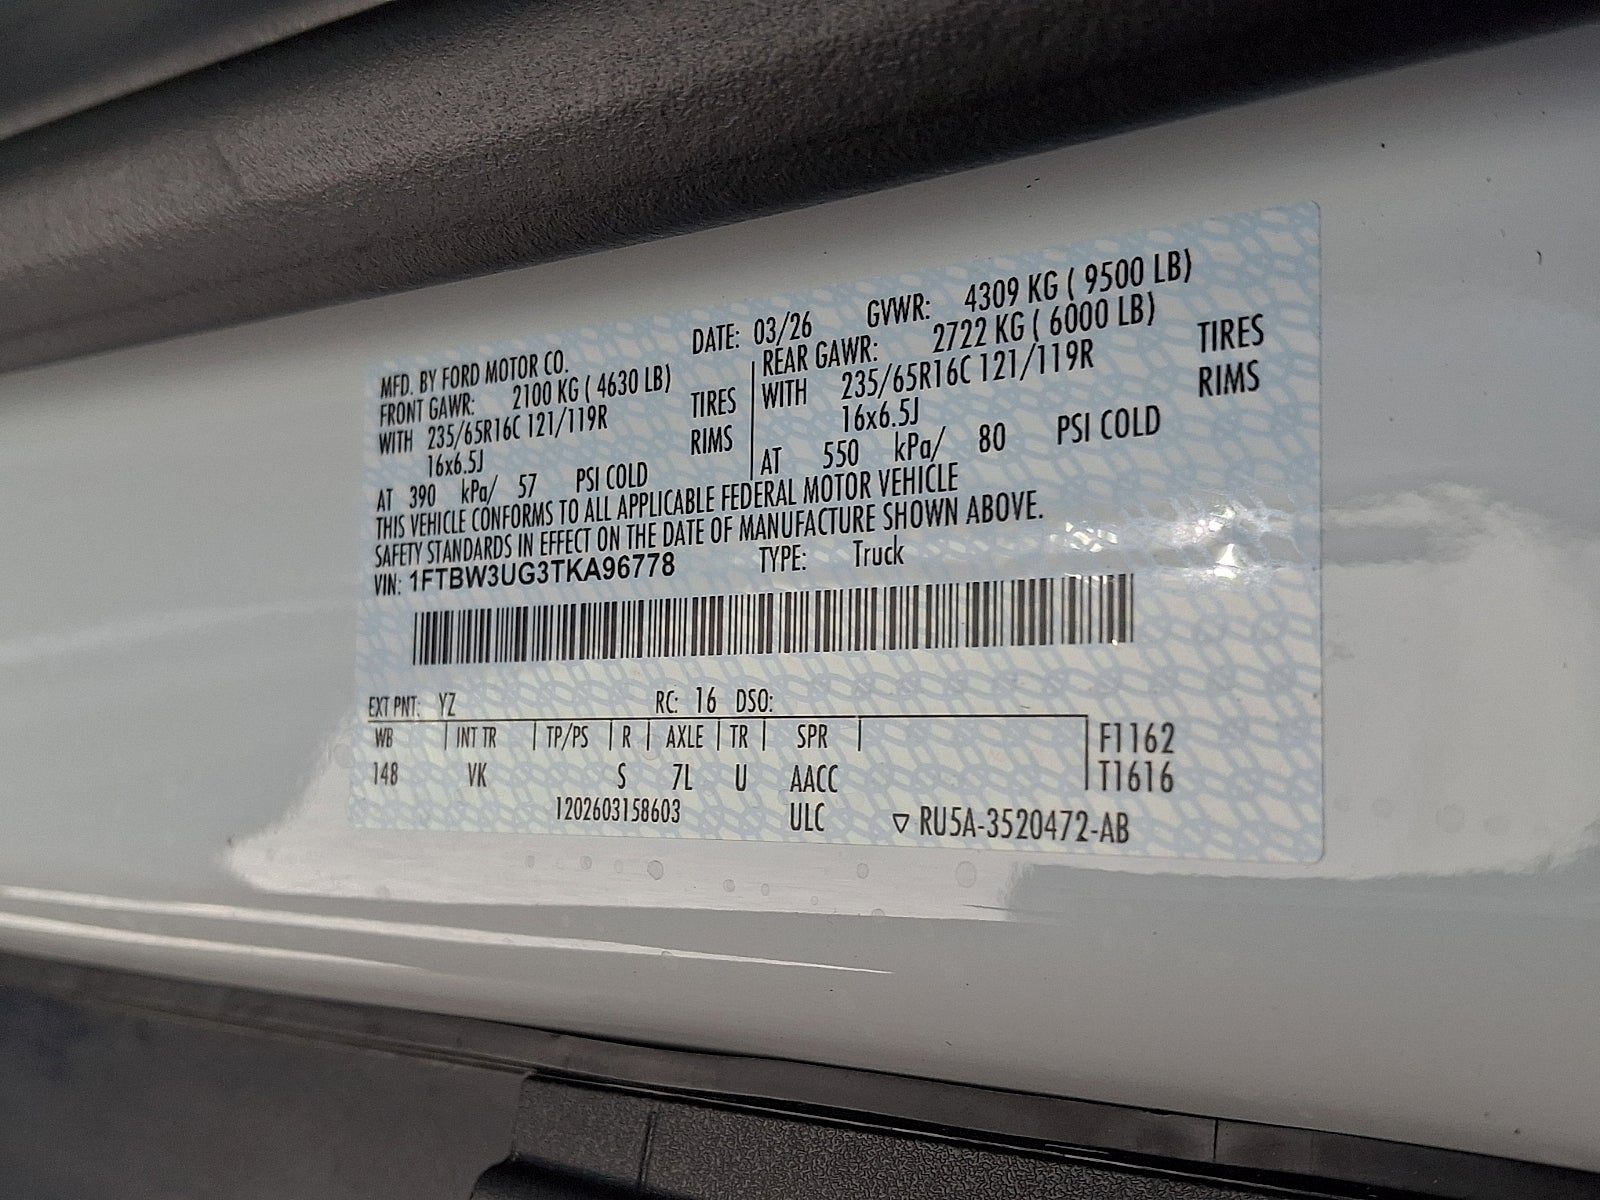 MFD. BY FORD MOTOR CO. DATE: 03/26 GVWR: 4309 KG ( 9500 LB)
FRONT GAWR: 2100 KG ( 4630 LB) REAR GAWR: 2722 KG ( 6000 LB)
WITH 235/65R16C 121/119R TIRES WITH 235/65R16C 121/119R TIRES
16x6.5J RIMS 16x6.5J RIMS
AT 390 kPa/ 57 PSI COLD AT 550 kPa/ 80 PSI COLD
THIS VEHICLE CONFORMS TO ALL APPLICABLE FEDERAL MOTOR VEHICLE
SAFETY STANDARDS IN EFFECT ON THE DATE OF MANUFACTURE SHOWN ABOVE.
VIN: 1FTBW3UG3TKA96778 TYPE: Truck
EXT PNT: YZ RC: 16 DSO:
WB INT TR TP/PS R AXLE TR SPR F1162
148 VK S 7L U AACC T1616
1202603158603 ULC ▽ RU5A-3520472-AB